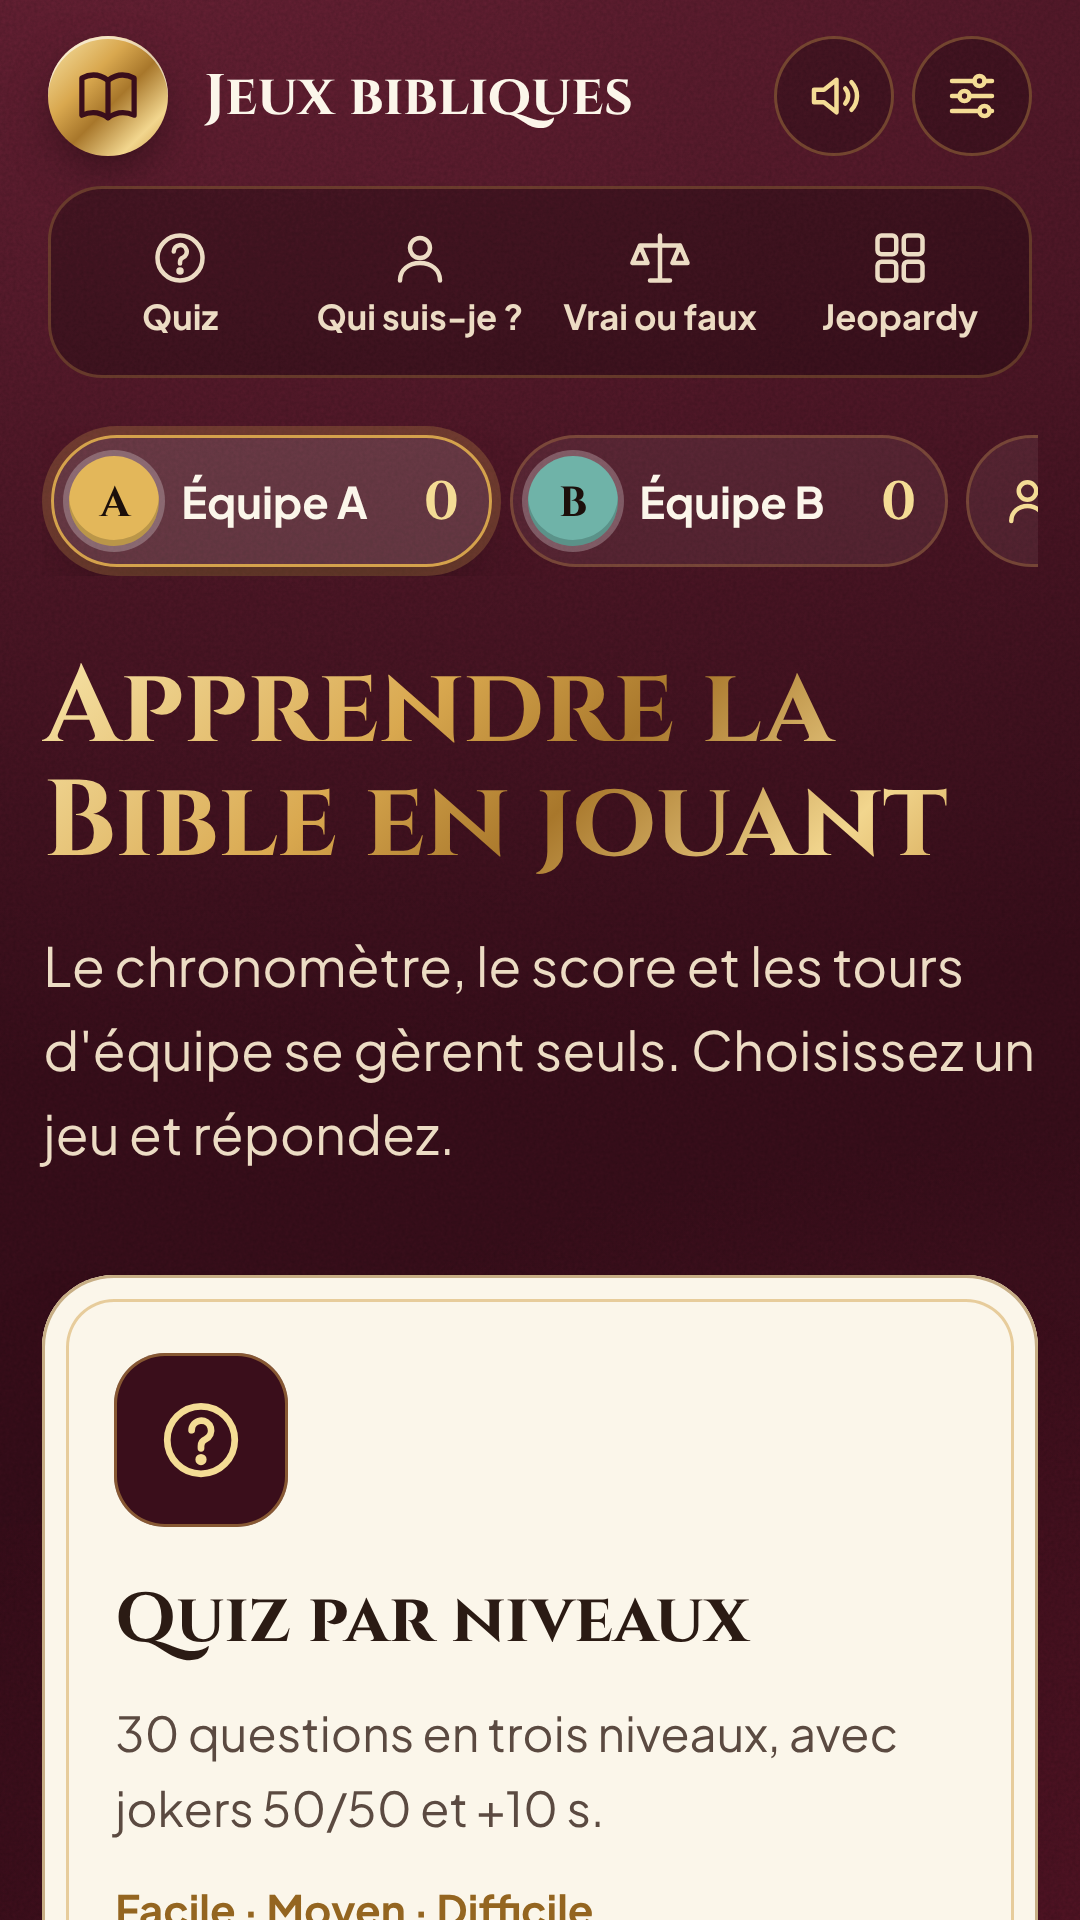 Jeux bibliques
Quiz
Qui suis-je ?
Vrai ou faux
Jeopardy
A Équipe A 0
B Équipe B 0
Apprendre la
Bible en jouant
Le chronomètre, le score et les tours
d'équipe se gèrent seuls. Choisissez un
jeu et répondez.
Quiz par niveaux
30 questions en trois niveaux, avec
jokers 50/50 et +10 s.
Facile · Moyen · Difficile